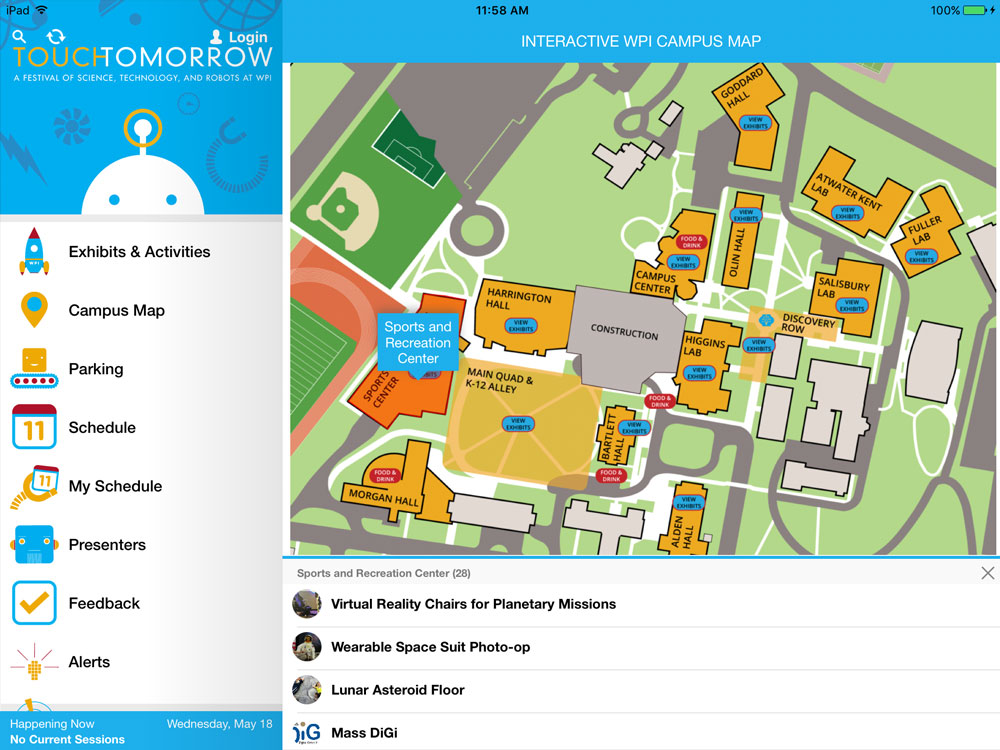 iPad
11:58 AM
100%
Login
TOUCHTOMORROW
A FESTIVAL OF SCIENCE, TECHNOLOGY, AND ROBOTS AT WPI
WPI
Exhibits & Activities
Campus Map
Parking
11
Schedule
11
My Schedule
Presenters
Feedback
Alerts
Happening Now
Wednesday, May 18
No Current Sessions
INTERACTIVE WPI CAMPUS MAP
GODDARD
HALL
VIEW
EXHIBITS
ATWATER KENT
LAB
VIEW
EXHIBITS
FULLER
LAB
VIEW
EXHIBITS
OLIN HALL
VIEW
EXHIBITS
FOOD &
DRINK
VIEW
EXHIBITS
CAMPUS
CENTER
SALISBURY
LAB
VIEW
EXHIBITS
HARRINGTON
HALL
VIEW
EXHIBITS
CONSTRUCTION
DISCOVERY
ROW
VIEW
EXHIBITS
HIGGINS
LAB
VIEW
EXHIBITS
Sports and
Recreation
Center
SPORTS
CENTER
MAIN QUAD &
K-12 ALLEY
VIEW
EXHIBITS
FOOD &
DRINK
BARTLETT
HALL
VIEW
EXHIBITS
FOOD &
DRINK
FOOD &
DRINK
MORGAN HALL
VIEW
EXHIBITS
ALDEN
HALL
Sports and Recreation Center (28)
Virtual Reality Chairs for Planetary Missions
Wearable Space Suit Photo-op
Lunar Asteroid Floor
Mass DiGi